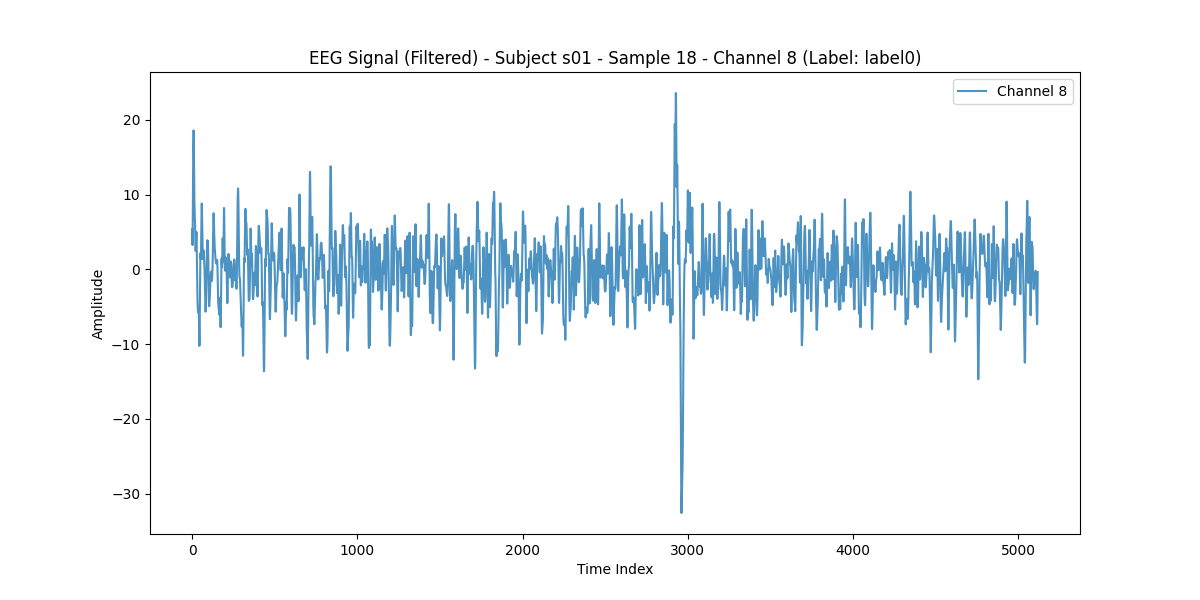 EEG Signal (Filtered) - Subject s01 - Sample 18 - Channel 8 (Label: label0)
Channel 8
20
10
0
−10
−20
−30
Amplitude
0 1000 2000 3000 4000 5000
Time Index